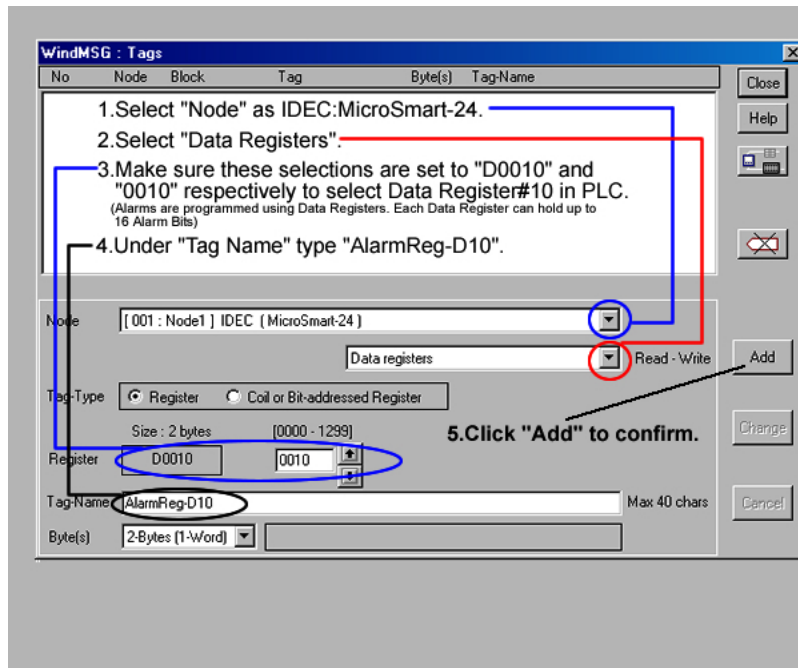 WindMSG : Tags
No Node Block Tag Byte(s) Tag-Name
Close
Help
1.Select "Node" as IDEC:MicroSmart-24.
2.Select "Data Registers".
3.Make sure these selections are set to "D0010" and
"0010" respectively to select Data Register#10 in PLC.
(Alarms are programmed using Data Registers. Each Data Register can hold up to
16 Alarm Bits)
4.Under "Tag Name" type "AlarmReg-D10".
Node [ 001 : Node1 ] IDEC ( MicroSmart-24 )
Data registers Read - Write Add
Tag-Type Register Coil or Bit-addressed Register
Size : 2 bytes [0000 - 1299]
5.Click "Add" to confirm. Change
Register D0010 0010
Tag-Name AlarmReg-D10 Max 40 chars Cancel
Byte(s) 2-Bytes (1-Word)